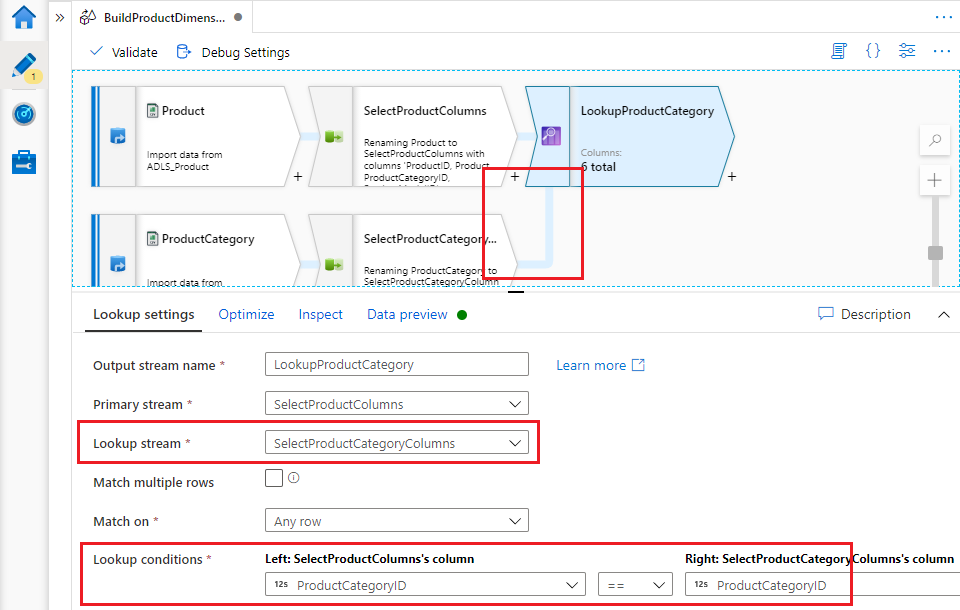 BuildProductDimens...
1
Validate
Debug Settings
Product
Import data from
ADLS_Product
+
SelectProductColumns
Renaming Product to
SelectProductColumns with
columns 'ProductID, Product,
ProductCategoryID,
+
LookupProductCategory
Columns:
6 total
+
ProductCategory
Import data from
SelectProductCategory...
Renaming ProductCategory to
SelectProductCategoryColumn
Lookup settings
Optimize
Inspect
Data preview
Description
Output stream name *
LookupProductCategory
Learn more
Primary stream *
SelectProductColumns
Lookup stream *
SelectProductCategoryColumns
Match multiple rows
Match on *
Any row
Lookup conditions *
Left: SelectProductColumns's column
Right: SelectProductCategoryColumns's column
12s ProductCategoryID
==
12s ProductCategoryID